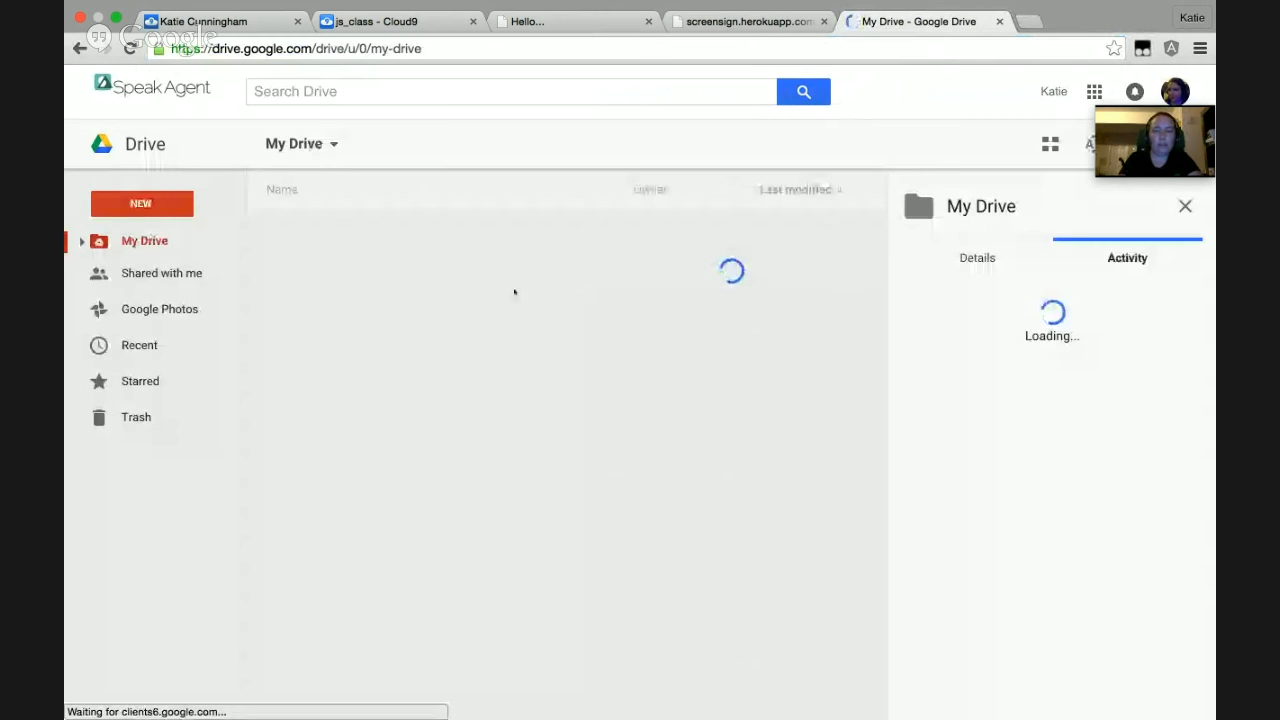 Katie Cunningham
js_class - Cloud9
Hello...
screensign.herokuapp.com
My Drive - Google Drive
Katie
Google
https://drive.google.com/drive/u/0/my-drive
Speak Agent
Search Drive
Katie
Drive
My Drive
NEW
Name
Last modified
My Drive
My Drive
Shared with me
Details
Activity
Google Photos
Loading...
Recent
Starred
Trash
Waiting for clients6.google.com...